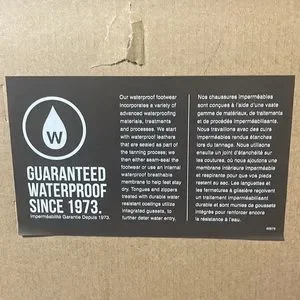 W
GUARANTEED
WATERPROOF
SINCE 1973.
Imperméabilité Garantie Depuis 1973.
Our waterproof footwear
incorporates a variety of
advanced waterproofing
materials, treatments
and processes. We start
with waterproof leathers
that are sealed as part of
the tanning process; we
then either seam-seal the
footwear or use an internal
waterproof breathable
membrane to help feet stay
dry. Tongues and zippers
treated with durable water
resistant coatings utilize
integrated gussets, to
further deter water entry.
Nos chaussures imperméables
sont conçues à l'aide d'une vaste
gamme de matériaux, de traitements
et de procédés imperméabilisants.
Nous travaillons avec des cuirs
imperméables rendus étanches
lors du tannage. Nous utilisons
ensuite un joint d'étanchéité sur
les coutures, où nous ajoutons une
membrane intérieure imperméable
et respirante pour que vos pieds
restent au sec. Les languettes et
les fermetures à glissière reçoivent
un traitement imperméabilisant
durable et sont munies de goussets
intégrés pour renforcer encore
la résistance à l'eau.